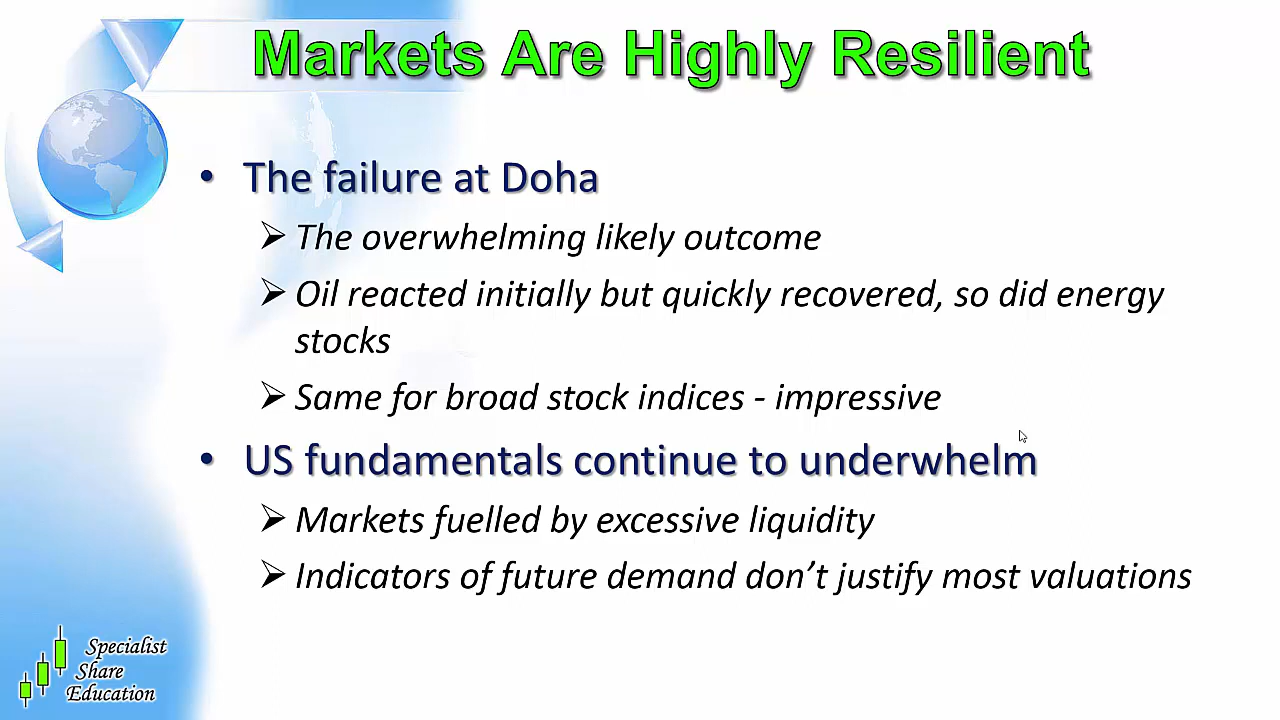 Markets Are Highly Resilient
• The failure at Doha
➢ The overwhelming likely outcome
➢ Oil reacted initially but quickly recovered, so did energy
stocks
➢ Same for broad stock indices - impressive
• US fundamentals continue to underwhelm
➢ Markets fuelled by excessive liquidity
➢ Indicators of future demand don’t justify most valuations
Specialist
Share
Education